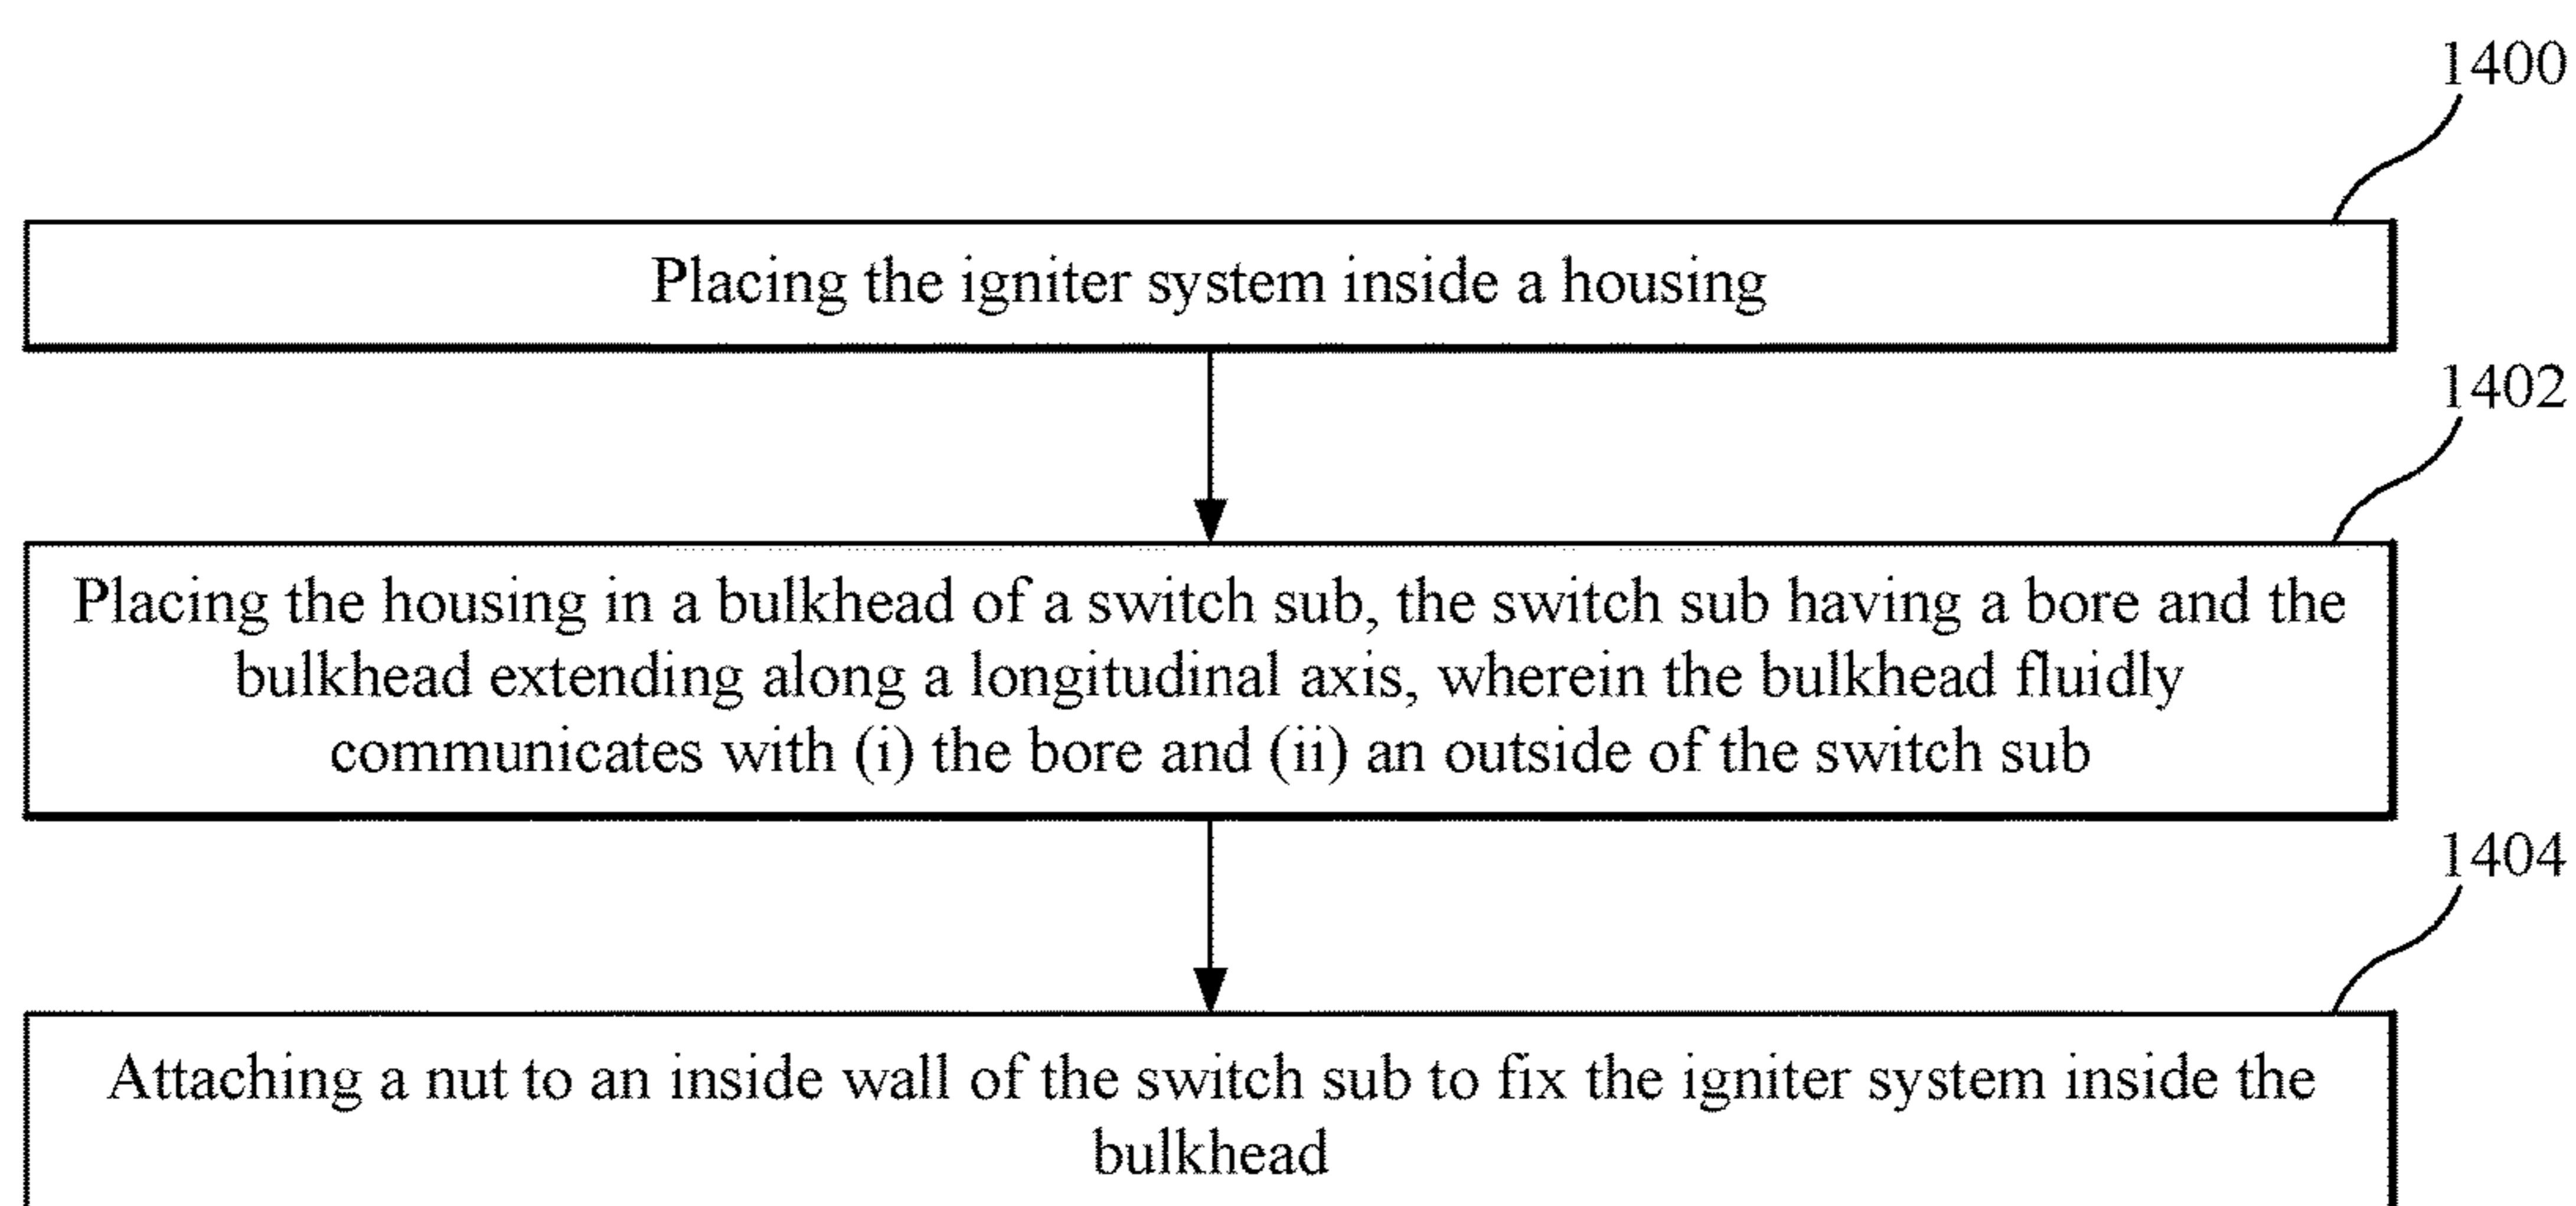 1400
Placing the igniter system inside a housing
1402
Placing the housing in a bulkhead of a switch sub, the switch sub having a bore and the
bulkhead extending along a longitudinal axis, wherein the bulkhead fluidly
communicates with (i) the bore and (ii) an outside of the switch sub
1404
Attaching a nut to an inside wall of the switch sub to fix the igniter system inside the
bulkhead